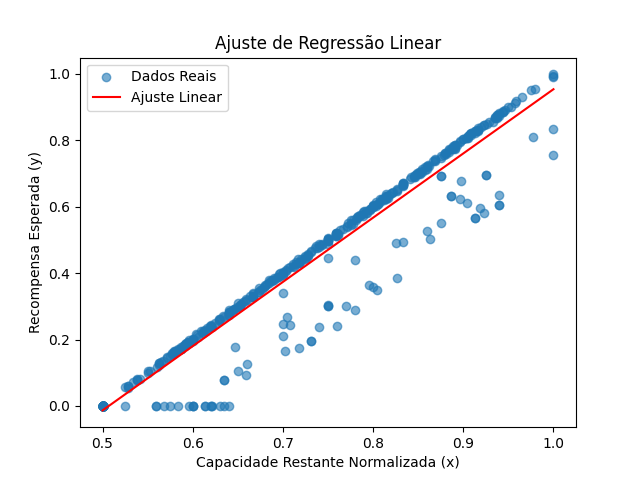 Ajuste de Regressão Linear
Dados Reais
Ajuste Linear
1.0
0.8
0.6
0.4
0.2
0.0
Recompensa Esperada (y)
0.5 0.6 0.7 0.8 0.9 1.0
Capacidade Restante Normalizada (x)